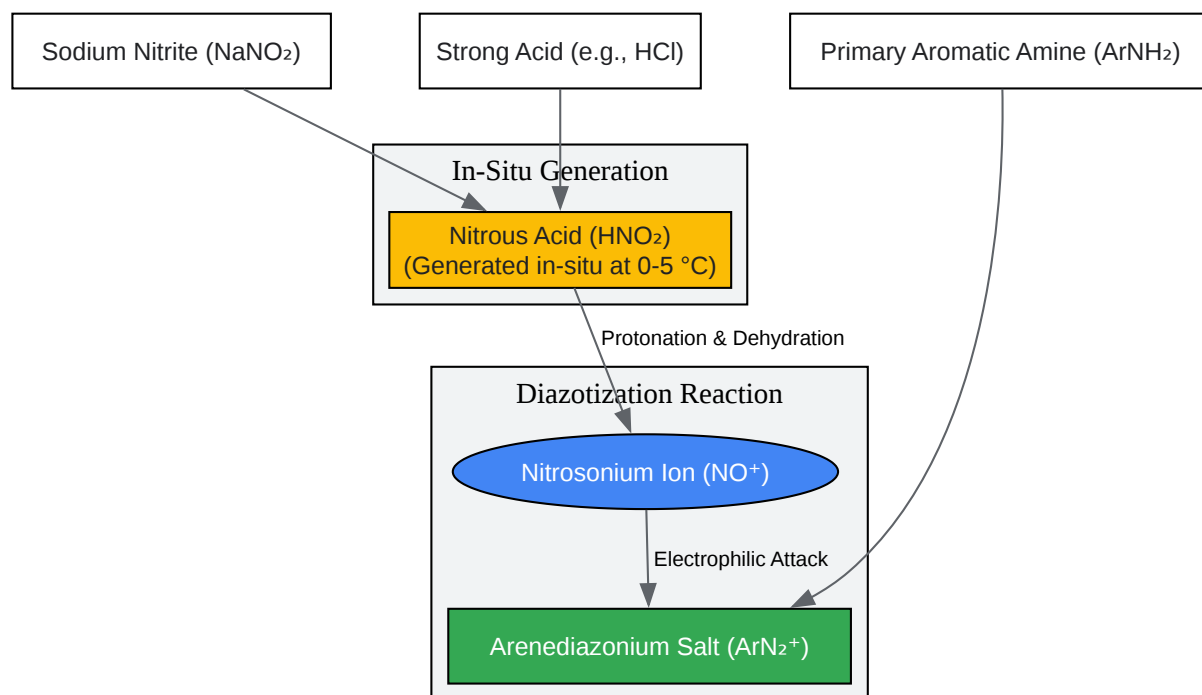 Sodium Nitrite (NaNO₂)
Strong Acid (e.g., HCl)
Primary Aromatic Amine (ArNH₂)
In-Situ Generation
Nitrous Acid (HNO₂)
(Generated in-situ at 0-5 °C)
Protonation & Dehydration
Diazotization Reaction
Nitrosonium Ion (NO⁺)
Electrophilic Attack
Arenediazonium Salt (ArN₂⁺)